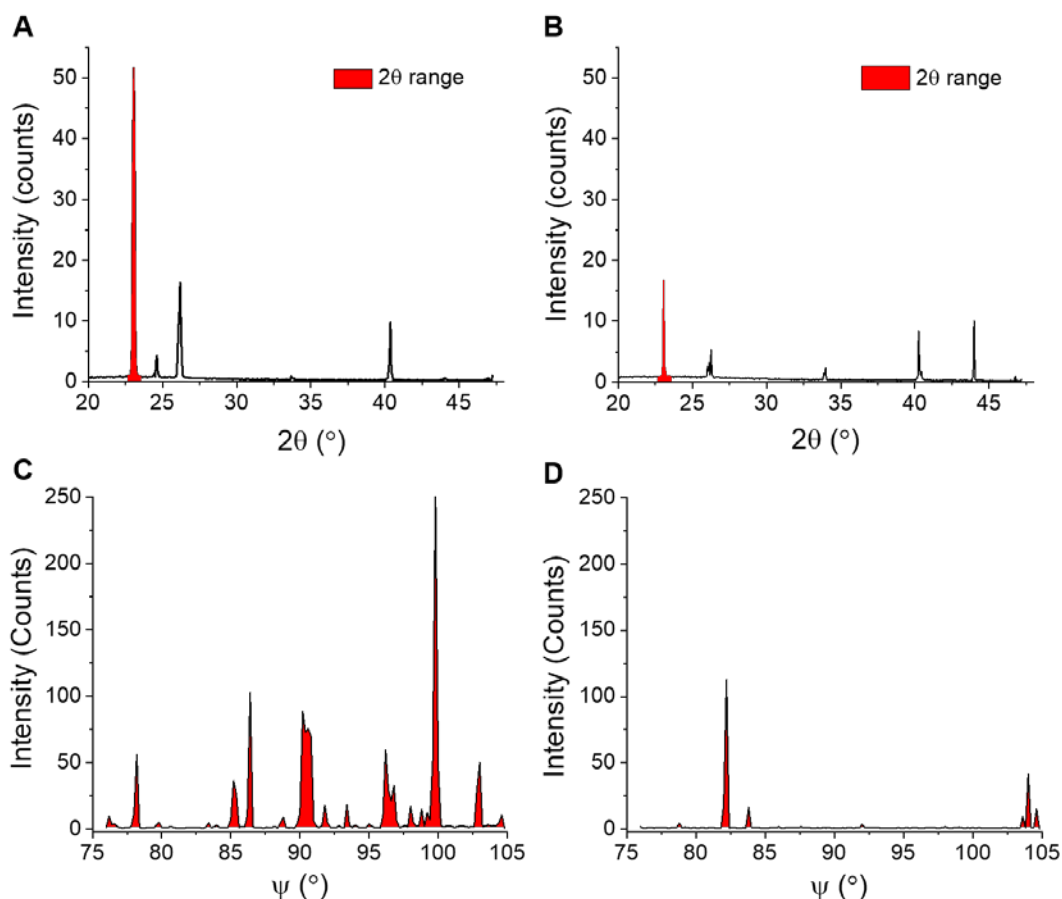 A
50
40
30
20
10
0
Intensity (counts)
2θ range
20 25 30 35 40 45
2θ (°)
B
50
40
30
20
10
0
Intensity (counts)
2θ range
20 25 30 35 40 45
2θ (°)
C
250
200
150
100
50
0
Intensity (Counts)
75 80 85 90 95 100 105
ψ (°)
D
250
200
150
100
50
0
Intensity (Counts)
75 80 85 90 95 100 105
ψ (°)